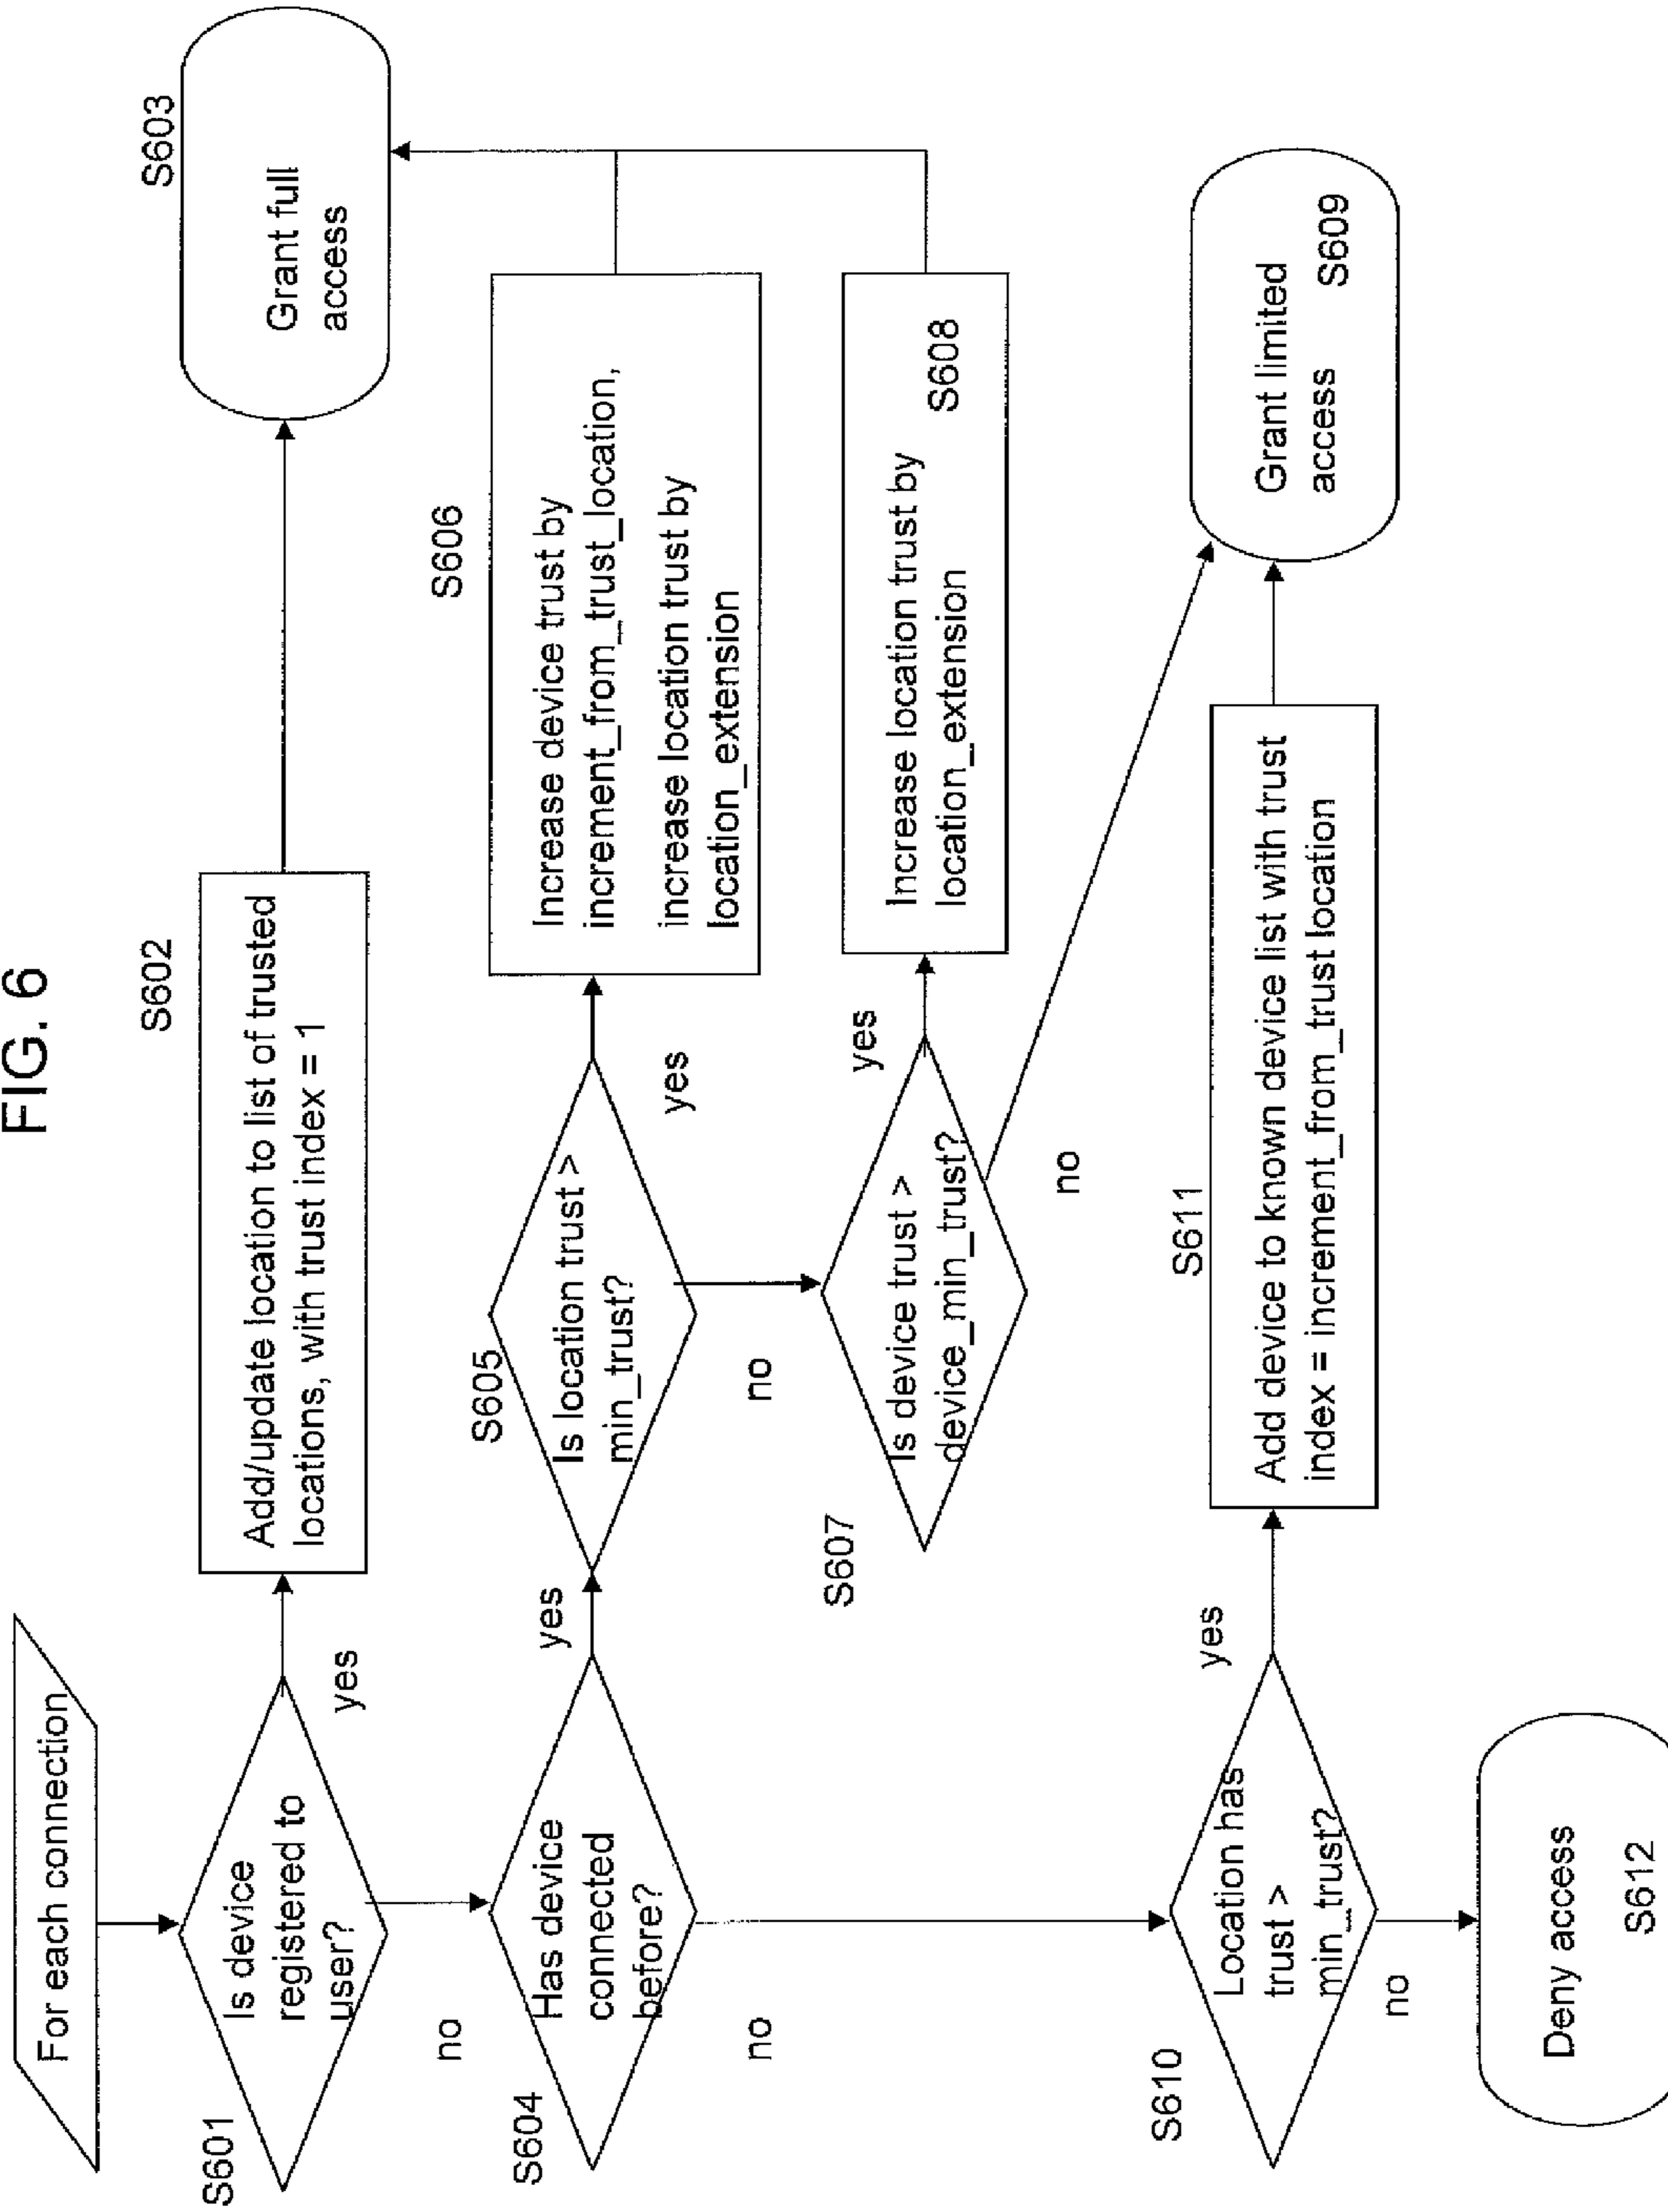 FIG. 6
For each connection
S601
Is device
registered to
user?
yes
no
S602
Add/update location to list of trusted
locations, with trust index = 1
S603
Grant full
access
S604
Has device
connected
before?
yes
no
S605
Is location trust >
min_trust?
yes
no
S606
Increase device trust by
increment_from_trust_location,
increase location trust by
location_extension
S607
Is device trust >
device_min_trust?
yes
no
Increase location trust by
location_extension
S608
Grant limited
access
S609
S610
Location has
trust >
min_trust?
yes
no
S611
Add device to known device list with trust
index = increment_from_trust location
Deny access
S612